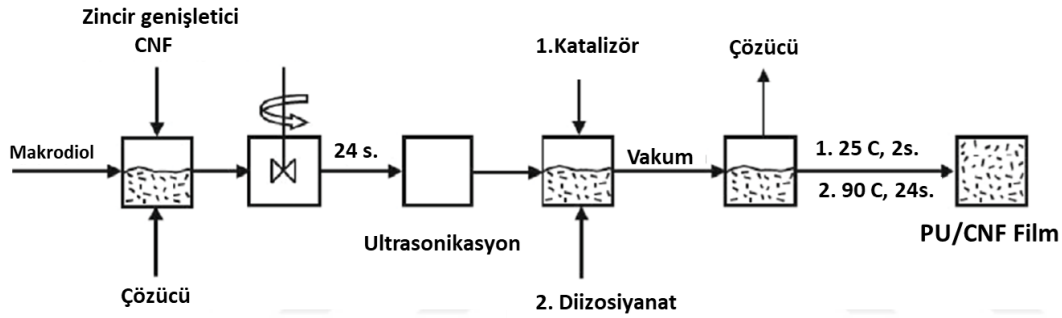 Zincir genişletici
CNF
1.Katalizör
Çözücü
Makrodiol
24 s.
Vakum
1. 25 C, 2s.
2. 90 C, 24s.
Ultrasonikasyon
PU/CNF Film
Çözücü
2. Diizosiyanat